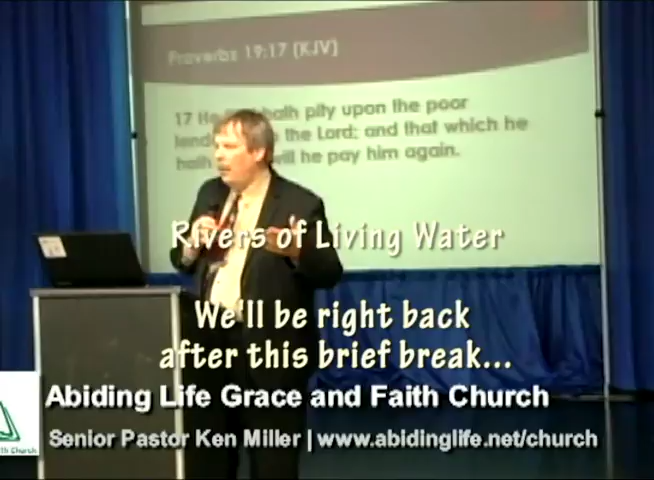 Proverbs 19:17 (KJV)
17 He hath pity upon the poor
the Lord; and that which he
hath will he pay him again.
Rivers of Living Water
We'll be right back
after this brief break...
Abiding Life Grace and Faith Church
Senior Pastor Ken Miller | www.abidinglife.net/church
Church